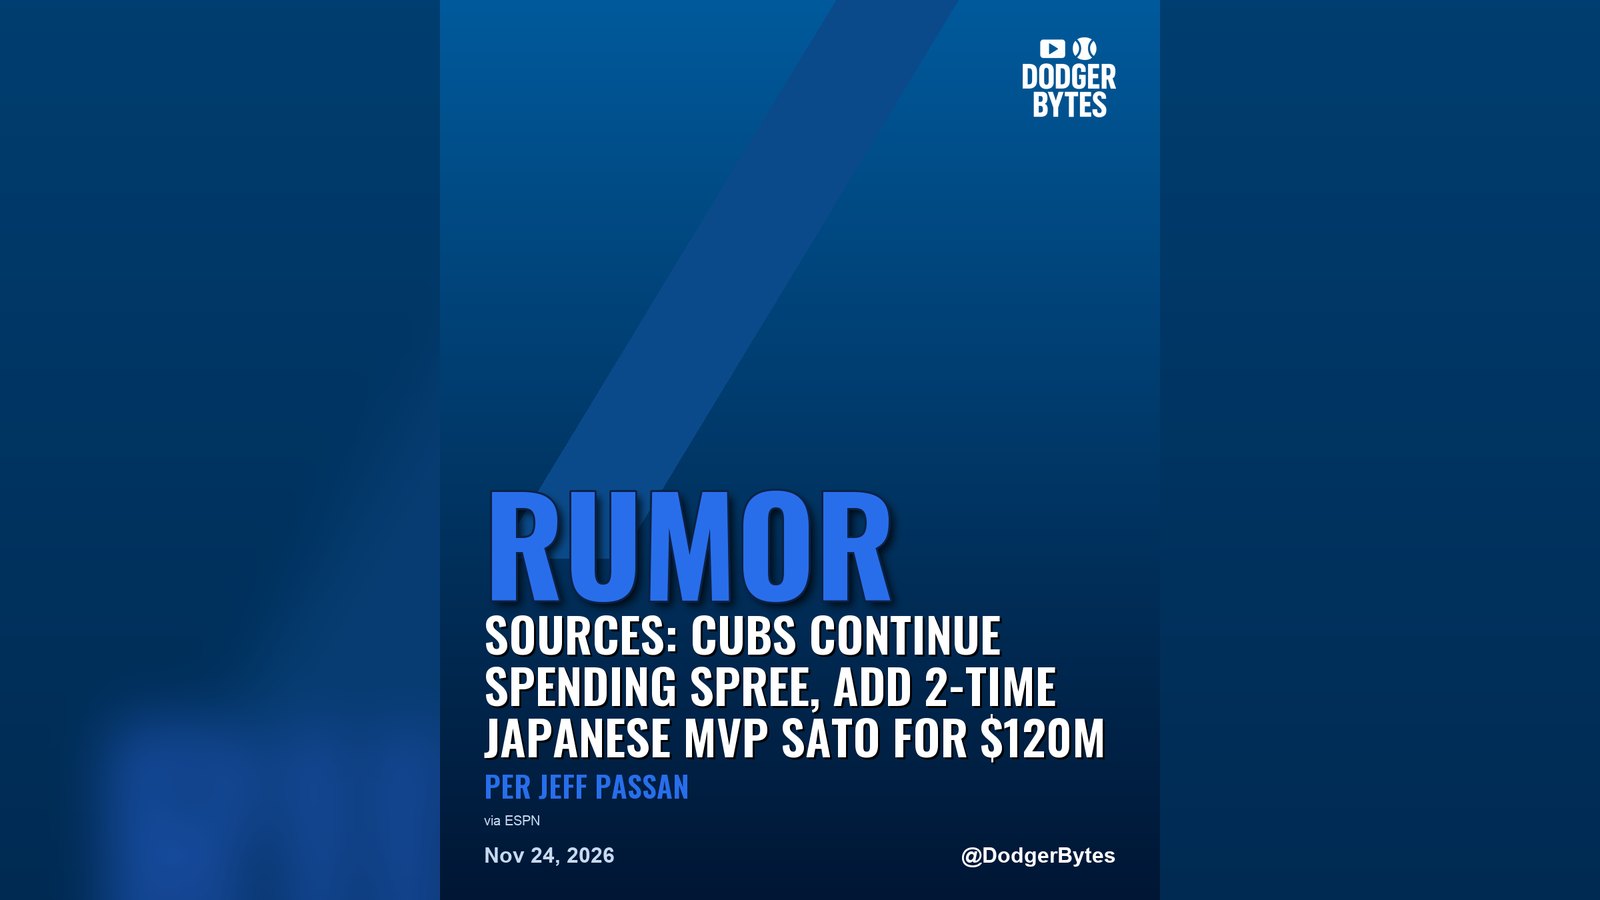 DODGER
BYTES
RUMOR
SOURCES: CUBS CONTINUE
SPENDING SPREE, ADD 2-TIME
JAPANESE MVP SATO FOR $120M
PER JEFF PASSAN
via ESPN
Nov 24, 2026
@DodgerBytes